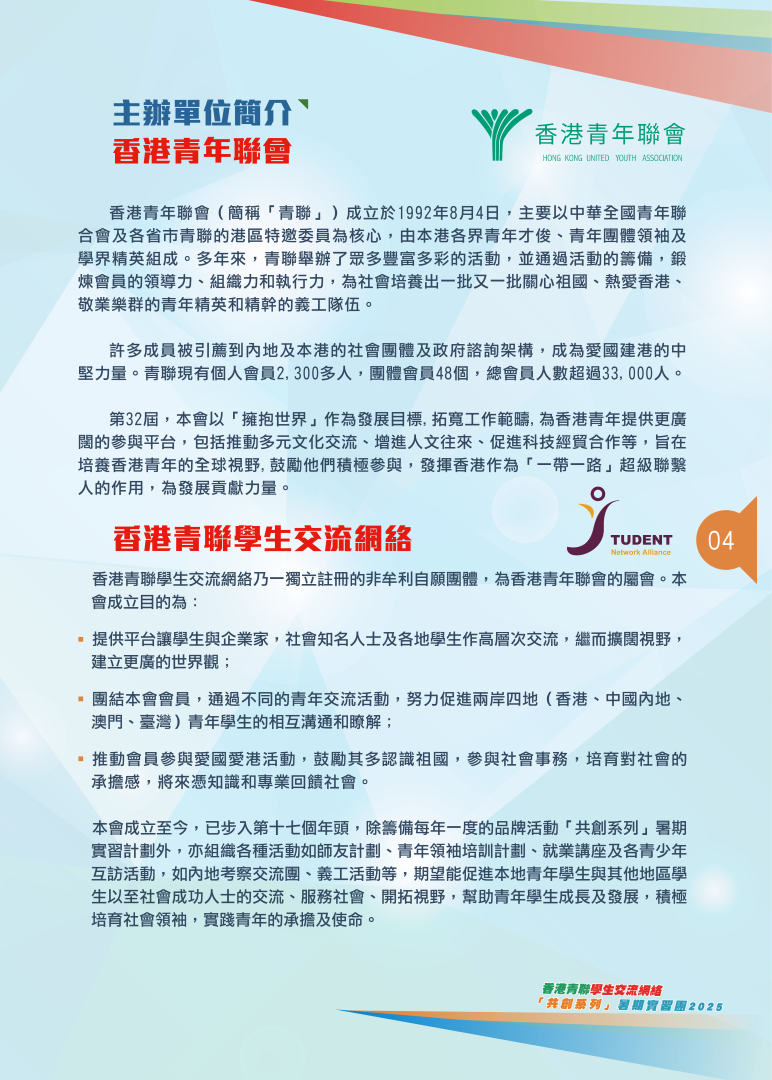 主辦單位簡介
香港青年聯會
香港青年聯會
HONG KONG UNITED YOUTH ASSOCIATION
香港青年聯會（簡稱「青聯」）成立於1992年8月4日，主要以中華全國青年聯
合會及各省市青聯的港區特邀委員為核心，由本港各界青年才俊、青年團體領袖及
學界精英組成。多年來，青聯舉辦了眾多豐富多彩的活動，並通過活動的籌備，鍛
煉會員的領導力、組織力和執行力，為社會培養出一批又一批關心祖國、熱愛香港、
敬業樂群的青年精英和精幹的義工隊伍。
許多成員被引薦到內地及本港的社會團體及政府諮詢架構，成為愛國建港的中
堅力量。青聯現有個人會員2,300多人，團體會員48個，總會員人數超過33,000人。
第32屆，本會以「擁抱世界」作為發展目標,拓寬工作範疇,為香港青年提供更廣
闊的參與平台，包括推動多元文化交流、增進人文往來、促進科技經貿合作等，旨在
培養香港青年的全球視野,鼓勵他們積極參與，發揮香港作為「一帶一路」超級聯繫
人的作用，為發展貢獻力量。
香港青聯學生交流網絡
TUDENT
Network Alliance
04
香港青聯學生交流網絡乃一獨立註冊的非牟利自願團體，為香港青年聯會的屬會。本
會成立目的為：
提供平台讓學生與企業家，社會知名人士及各地學生作高層次交流，繼而擴闊視野，
建立更廣的世界觀；
團結本會會員，通過不同的青年交流活動，努力促進兩岸四地（香港、中國內地、
澳門、臺灣）青年學生的相互溝通和瞭解；
推動會員參與愛國愛港活動，鼓勵其多認識祖國，參與社會事務，培育對社會的
承擔感，將來憑知識和專業回饋社會。
本會成立至今，已步入第十七個年頭，除籌備每年一度的品牌活動「共創系列」暑期
實習計劃外，亦組織各種活動如師友計劃、青年領袖培訓計劃、就業講座及各青少年
互訪活動，如內地考察交流團、義工活動等，期望能促進本地青年學生與其他地區學
生以至社會成功人士的交流、服務社會、開拓視野，幫助青年學生成長及發展，積極
培育社會領袖，實踐青年的承擔及使命。
香港青聯學生交流網絡
「共創系列」暑期實習團2025